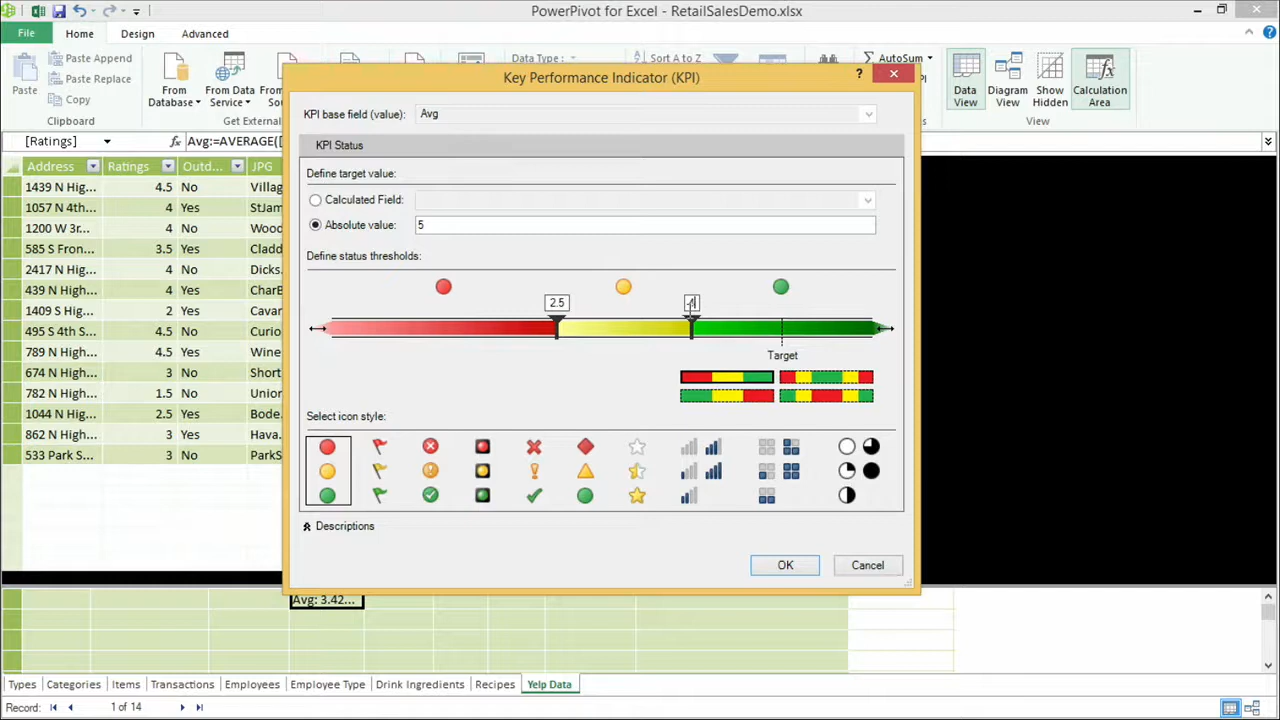 PowerPivot for Excel - RetailSalesDemo.xlsx
File Home Design Advanced
Paste
Paste Append
Paste Replace
Copy
Clipboard
From Database
From Data Service
Get External
Data Type :
Sort A to Z
AutoSum
Data View
Diagram View
Show Hidden
Calculation Area
View
[Ratings] fx Avg:=AVERAGE([
Address Ratings Outd... JPG
1439 N Hig... 4.5 No Villag
1057 N 4th... 4 Yes StJam
1200 W 3r... 4 No Wood
585 S Fron... 3.5 Yes Cladd
2417 N High... 4 No Dicks.
439 N High... 4 Yes CharB
1409 S High... 2 Yes Cavar
495 S 4th S... 4.5 No Curio
789 N High... 4.5 Yes Wine
674 N High... 3 No Short
782 N High... 1.5 No Union
1044 N High... 2.5 Yes Bode.
862 N High... 3 Yes Hava.
533 Park S... 3 No ParkS
Key Performance Indicator (KPI)
KPI base field (value): Avg
KPI Status
Define target value:
Calculated Field:
Absolute value: 5
Define status thresholds:
2.5
Target
Select icon style:
Descriptions
OK Cancel
Avg: 3.42...
Types Categories Items Transactions Employees Employee Type Drink Ingredients Recipes Yelp Data
Record: 1 of 14